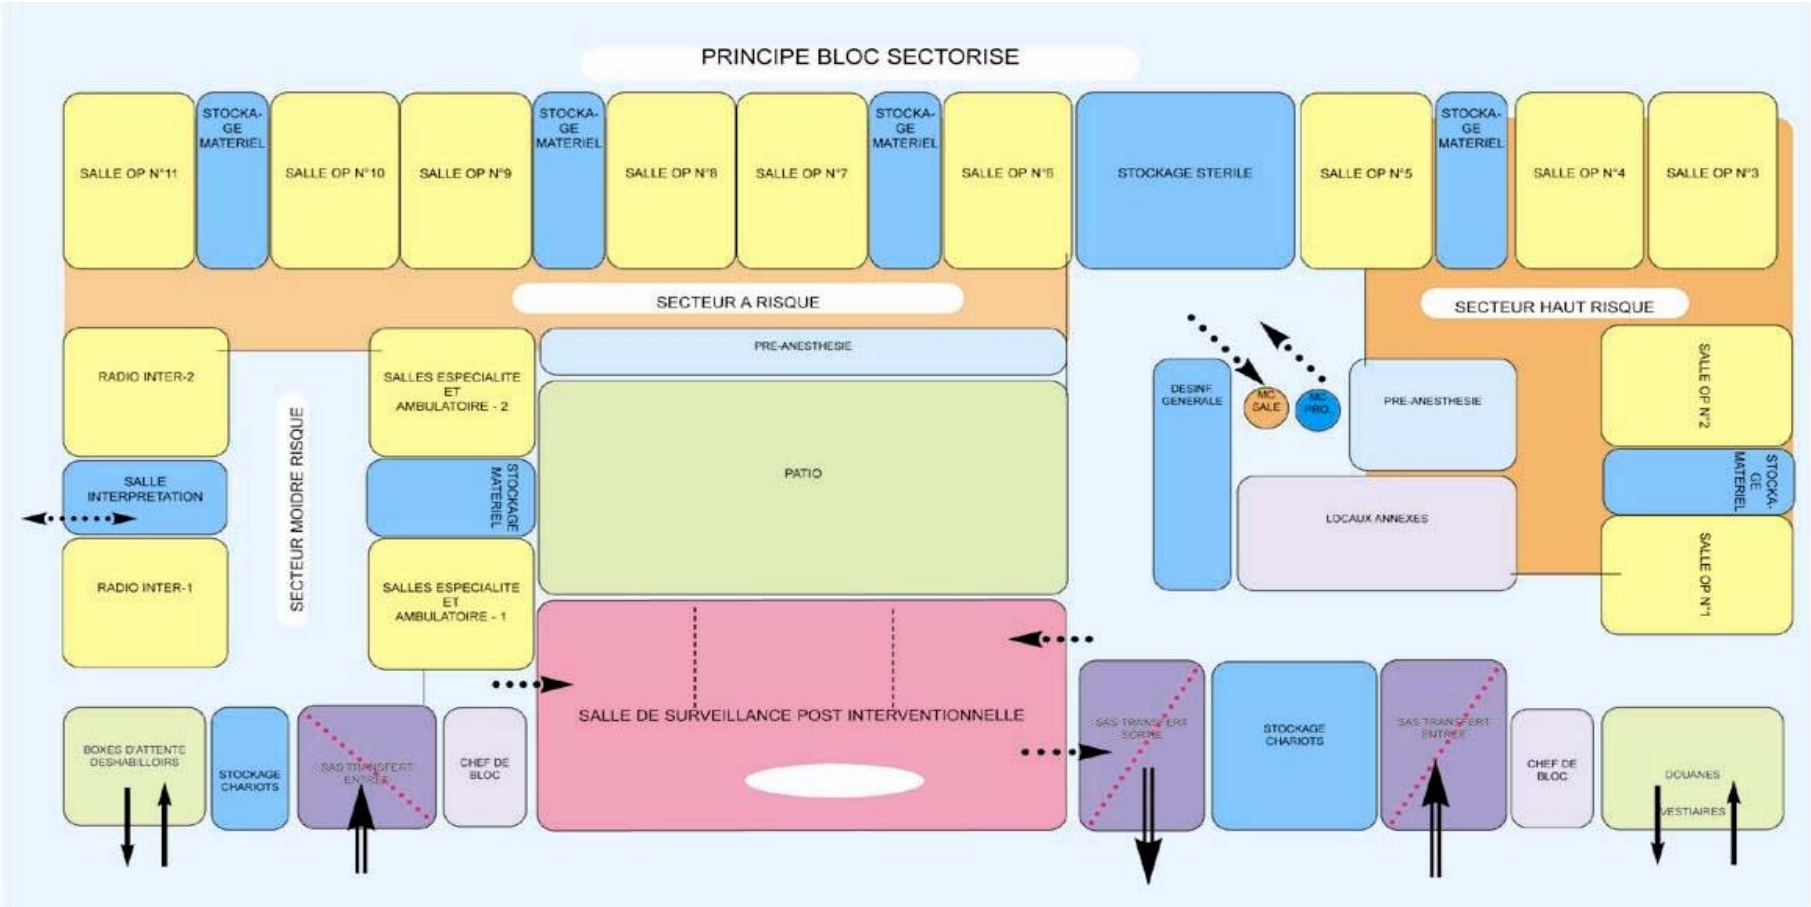 PRINCIPE BLOC SECTORISE
SALLE OP N°11
STOCKA-
GE
MATERIEL
SALLE OP N°10
SALLE OP N°9
STOCKA-
GE
MATERIEL
SALLE OP N°8
SALLE OP N°7
STOCKA-
GE
MATERIEL
SALLE OP N°6
STOCKAGE STERILE
SALLE OP N°5
STOCKA-
GE
MATERIEL
SALLE OP N°4
SALLE OP N°3
SECTEUR A RISQUE
SECTEUR HAUT RISQUE
RADIO INTER-2
SECTEUR MOIDRE RISQUE
SALLES ESPECIALITE
ET
AMBULATOIRE - 2
PRE-ANESTHESIE
DESINF.
GENERALE
MC
SALE
MC
PRO.
PRE-ANESTHESIE
SALLE OP N°2
SALLE
INTERPRETATION
STOCKAGE
MATERIEL
PATIO
STOCKA-
GE
MATERIEL
LOCAUX ANNEXES
RADIO INTER-1
SALLES ESPECIALITE
ET
AMBULATOIRE - 1
SALLE OP N°1
SALLE DE SURVEILLANCE POST INTERVENTIONNELLE
BOXES D'ATTENTE
DESHABILLOIRS
STOCKAGE
CHARIOTS
SAS TRANSFERT
ENTREE
CHEF DE
BLOC
SAS TRANSFERT
SORTIE
STOCKAGE
CHARIOTS
SAS TRANSFERT
ENTREE
CHEF DE
BLOC
DOUANES
VESTIAIRES